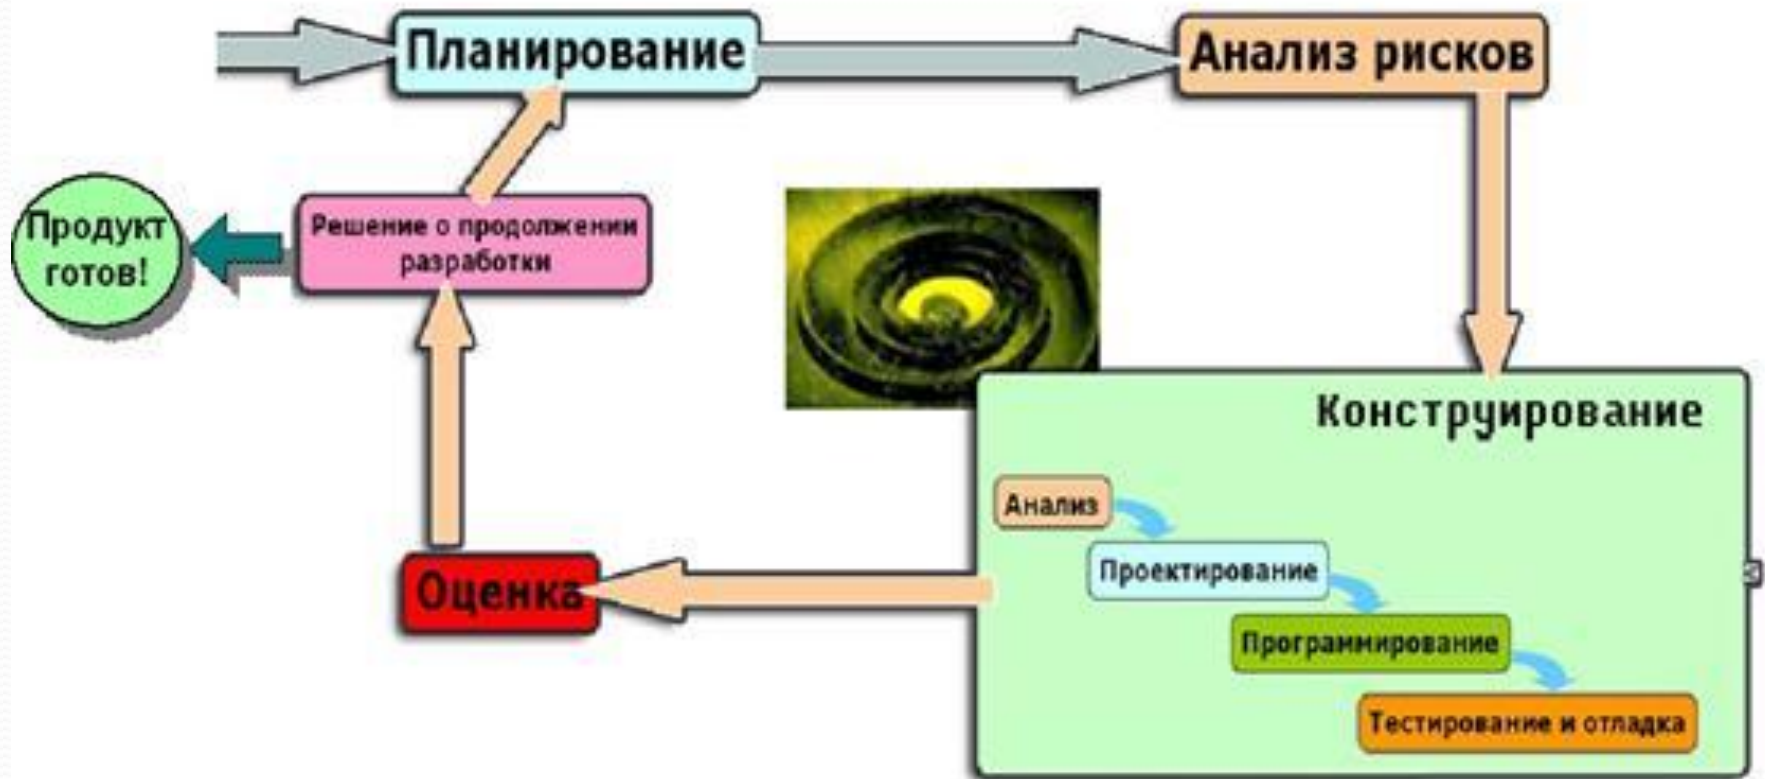 Планирование
Анализ рисков
Продукт
готов!
Решение о продолжении
разработки
Конструирование
Анализ
Проектирование
Программирование
Тестирование и отладка
Оценка